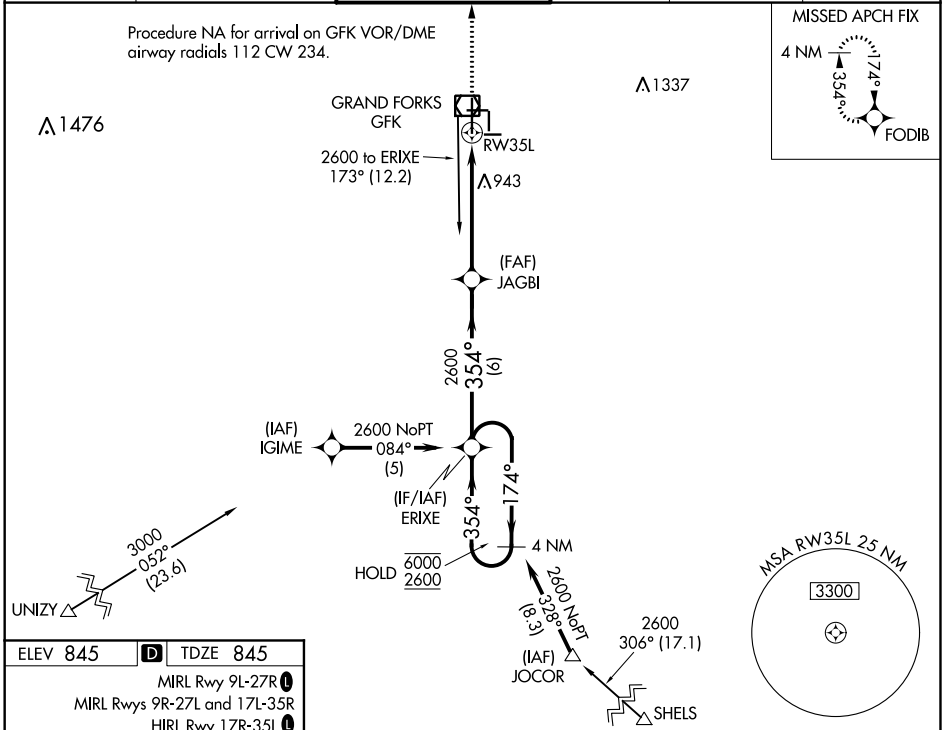 Procedure NA for arrival on GFK VOR/DME
airway radials 112 CW 234.
MISSED APCH FIX
4 NM
174°
354°
FODIB
1476
1337
GRAND FORKS
GFK
RW35L
2600 to ERIXE
173° (12.2)
943
(FAF)
JAGBI
2600
354°
(6)
(IAF)
IGIME
2600 NoPT
084°
(5)
(IF/IAF)
ERIXE
354°
174°
4 NM
HOLD
6000
2600
3000
052°
(23.6)
UNIZY
2600 NoPT
328°
(8.3)
(IAF)
JOCOR
2600
306° (17.1)
SHELS
MSA RW35L 25 NM
3300
ELEV 845
D
TDZE 845
MIRL Rwy 9L-27R L
MIRL Rwys 9R-27L and 17L-35R
HIRL Rwy 17R-35L L